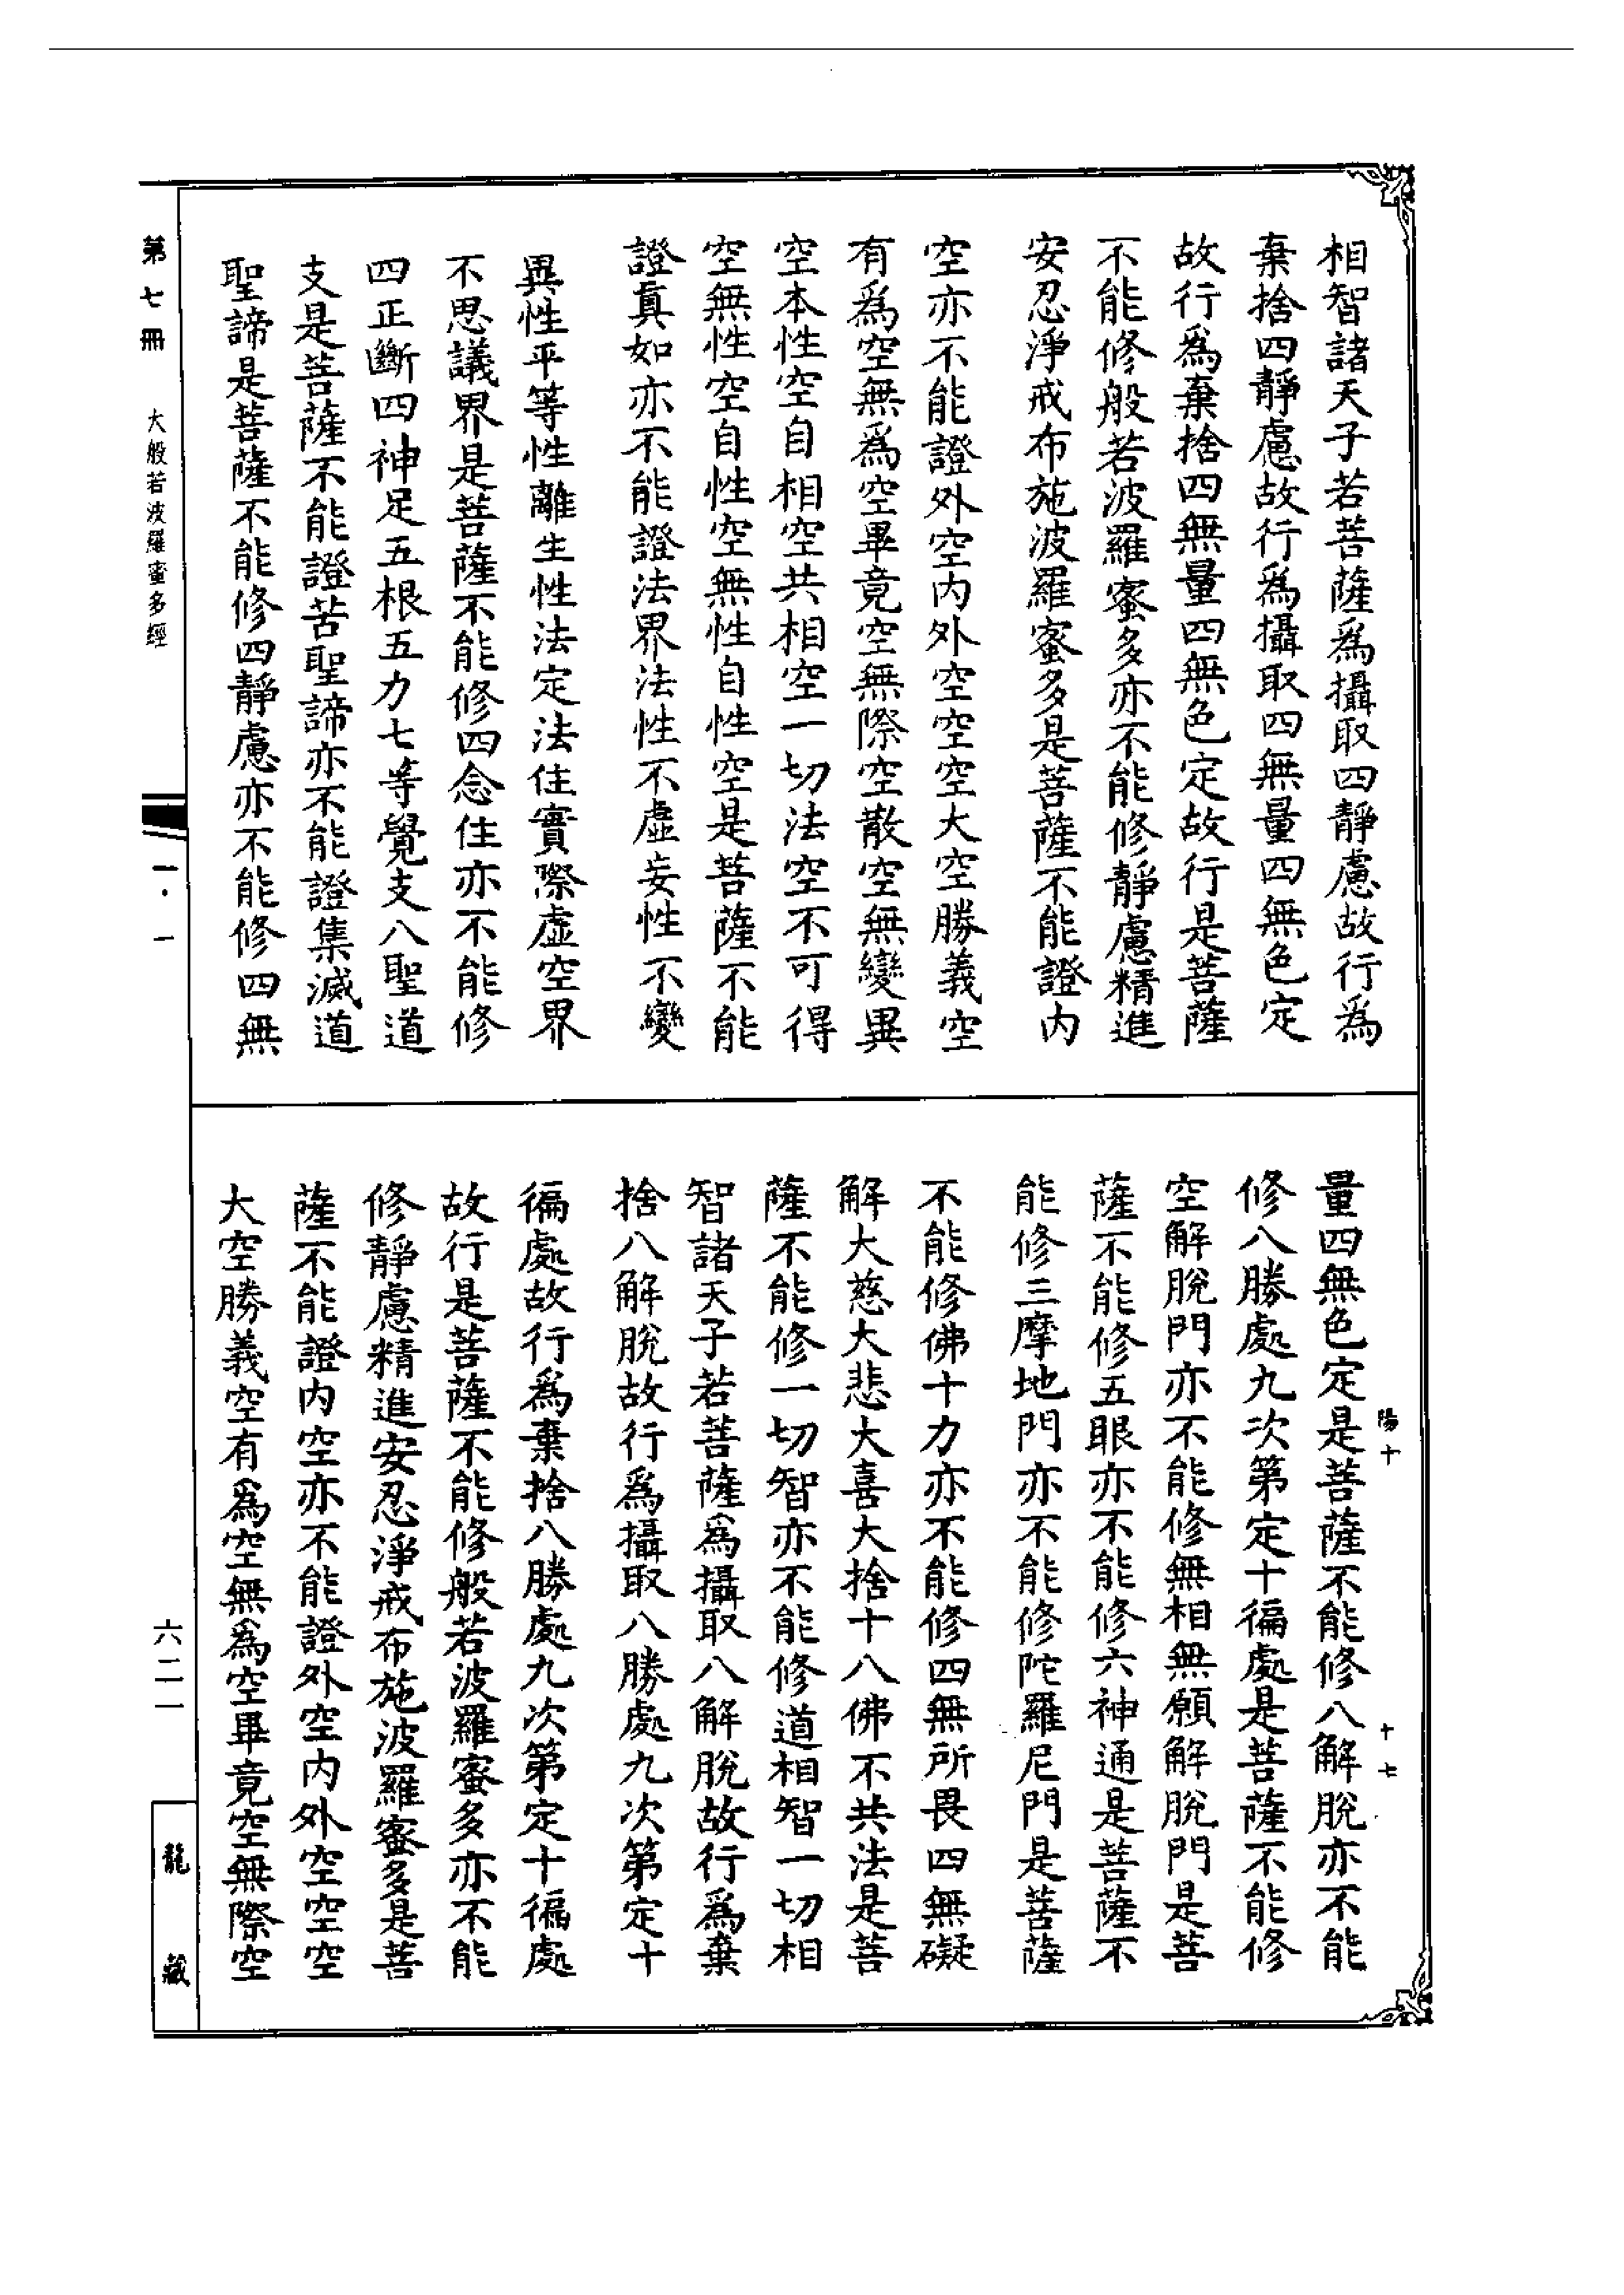 相智諸天子若菩薩爲攝取四靜慮故行爲
棄捨四靜慮故行爲攝取四無量四無色定
故行爲棄捨四無量四無色定故行是菩薩
不能修般若波羅蜜多亦不能修靜慮精進
安忍淨戒布施波羅蜜多是菩薩不能證内
空亦不能證外空内外空空空大空勝義空
有爲空無爲空畢竟空無際空散空無變異
空本性空自相空共相空一切法空不可得
空無性空自性空無性自性空是菩薩不能
證真如亦不能證法界法性不虛妄性不變
異性平等性離生性法定法住實際虛空界
不思議界是菩薩不能修四念住亦不能修
四正斷四神足五根五力七等覺支八聖道
支是菩薩不能證苦聖諦亦不能證集滅道
聖諦是菩薩不能修四靜慮亦不能修四無
量四無色定是菩薩不能修八解脫亦不能
修八勝處九次第定十徧處是菩薩不能修
空解脫門亦不能修無相無願解脫門是菩
薩不能修五眼亦不能修六神通是菩薩不
能修三摩地門亦不能修陀羅尼門是菩薩
不能修佛十力亦不能修四無所畏四無礙
解大慈大悲大喜大捨十八佛不共法是菩
薩不能修一切智亦不能修道相智一切相
智諸天子若菩薩爲攝取八解脫故行爲棄
捨八解脫故行爲攝取八勝處九次第定十
徧處故行爲棄捨八勝處九次第定十徧處
故行是菩薩不能修般若波羅蜜多亦不能
修靜慮精進安忍淨戒布施波羅蜜多是菩
薩不能證内空亦不能證外空内外空空空
大空勝義空有爲空無爲空畢竟空無際空
陽十
十七
第七冊 大般若波羅蜜多經
一·一
六二一
龍藏